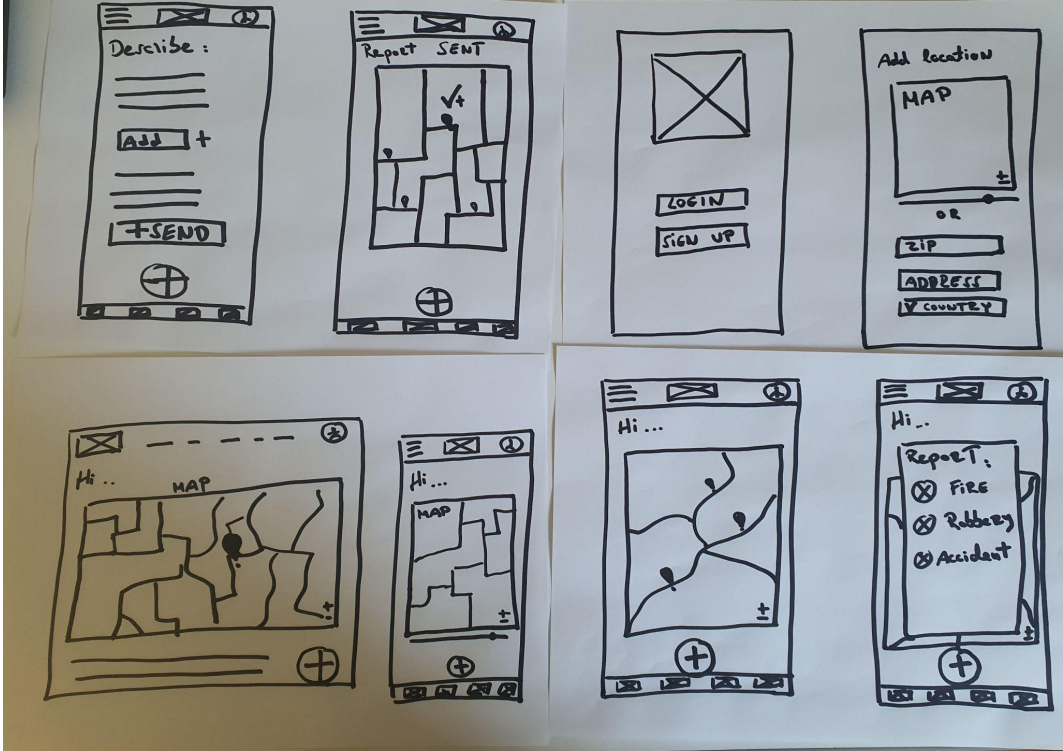 Describe:
Add +
+SEND
Report SENT
LOGIN
SiGN UP
Add location
MAP
OR
ZiP
ADDRESS
COUNTRY
Hi..
MAP
Hi...
MAP
Hi...
Hi...
RepoRT:
FiRE
Robbery
Accident